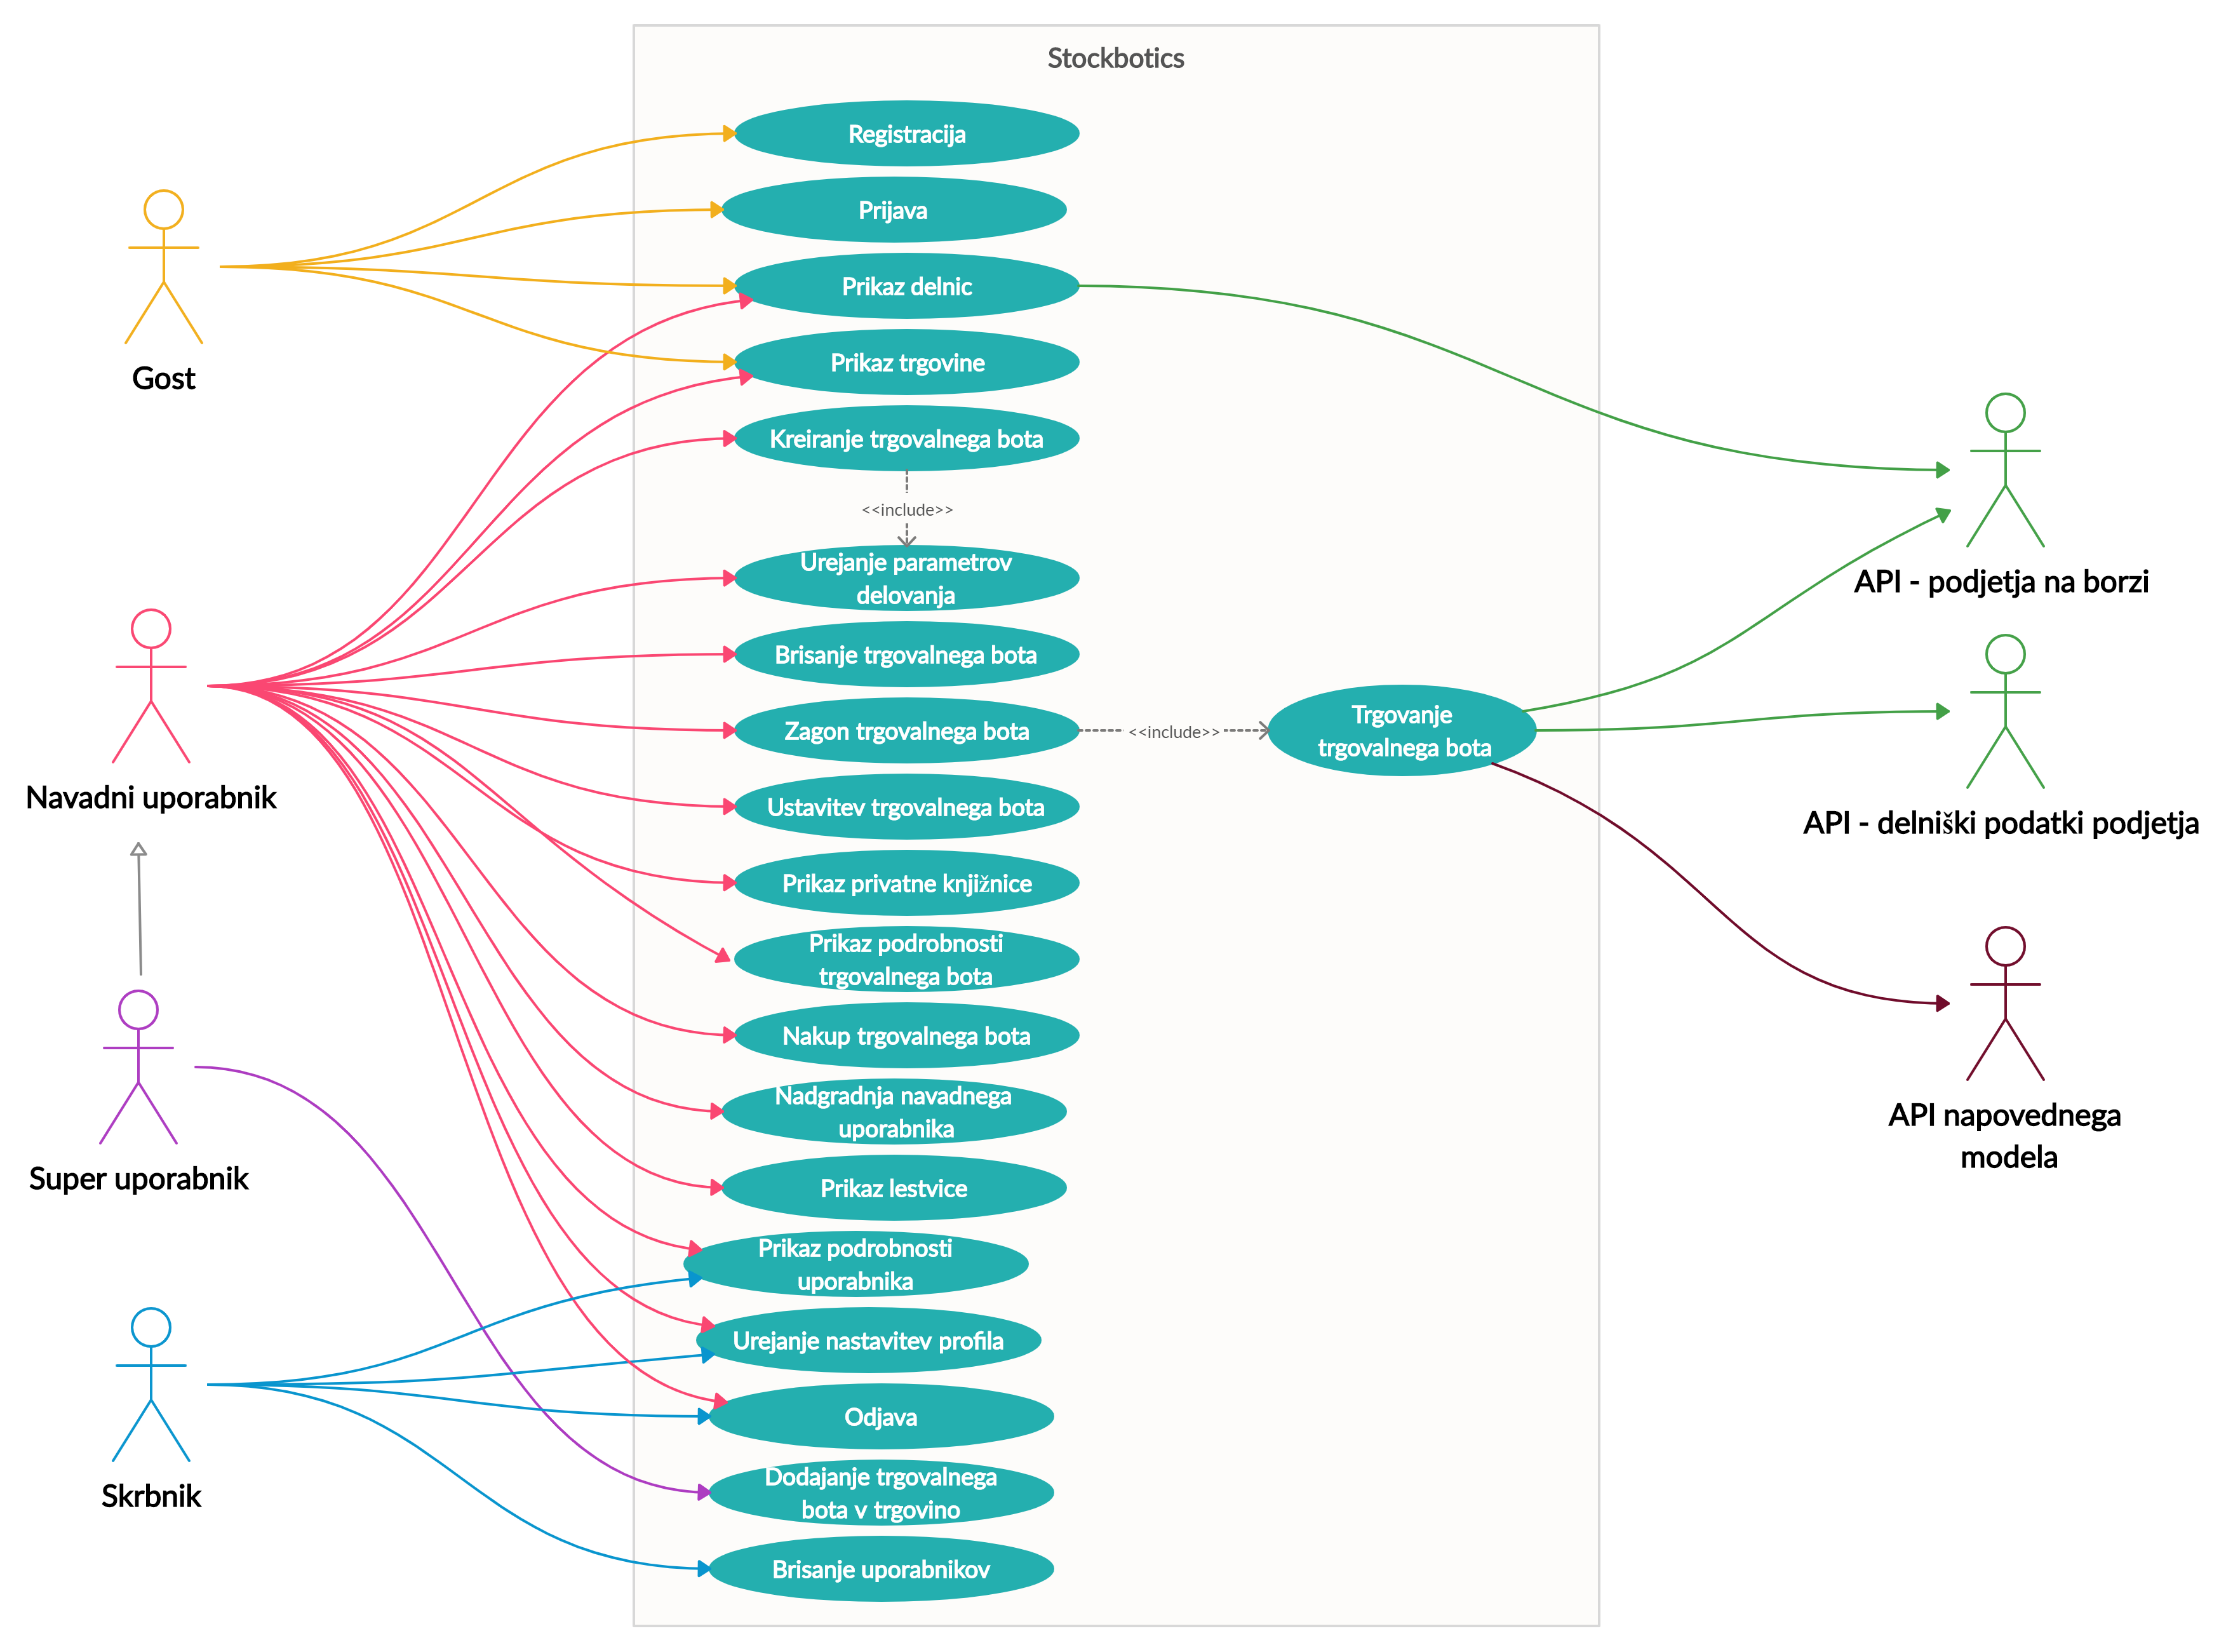 Stockbotics
Registracija
Prijava
Prikaz delnic
Prikaz trgovine
Kreiranje trgovalnega bota
<<include>>
Urejanje parametrov
delovanja
Brisanje trgovalnega bota
Zagon trgovalnega bota
<<include>>
Trgovanje
trgovalnega bota
Ustavitev trgovalnega bota
Prikaz privatne knjižnice
Prikaz podrobnosti
trgovalnega bota
Nakup trgovalnega bota
Nadgradnja navadnega
uporabnika
Prikaz lestvice
Prikaz podrobnosti
uporabnika
Urejanje nastavitev profila
Odjava
Dodajanje trgovalnega
bota v trgovino
Brisanje uporabnikov
Gost
Navadni uporabnik
Super uporabnik
Skrbnik
API - podjetja na borzi
API - delniški podatki podjetja
API napovednega
modela